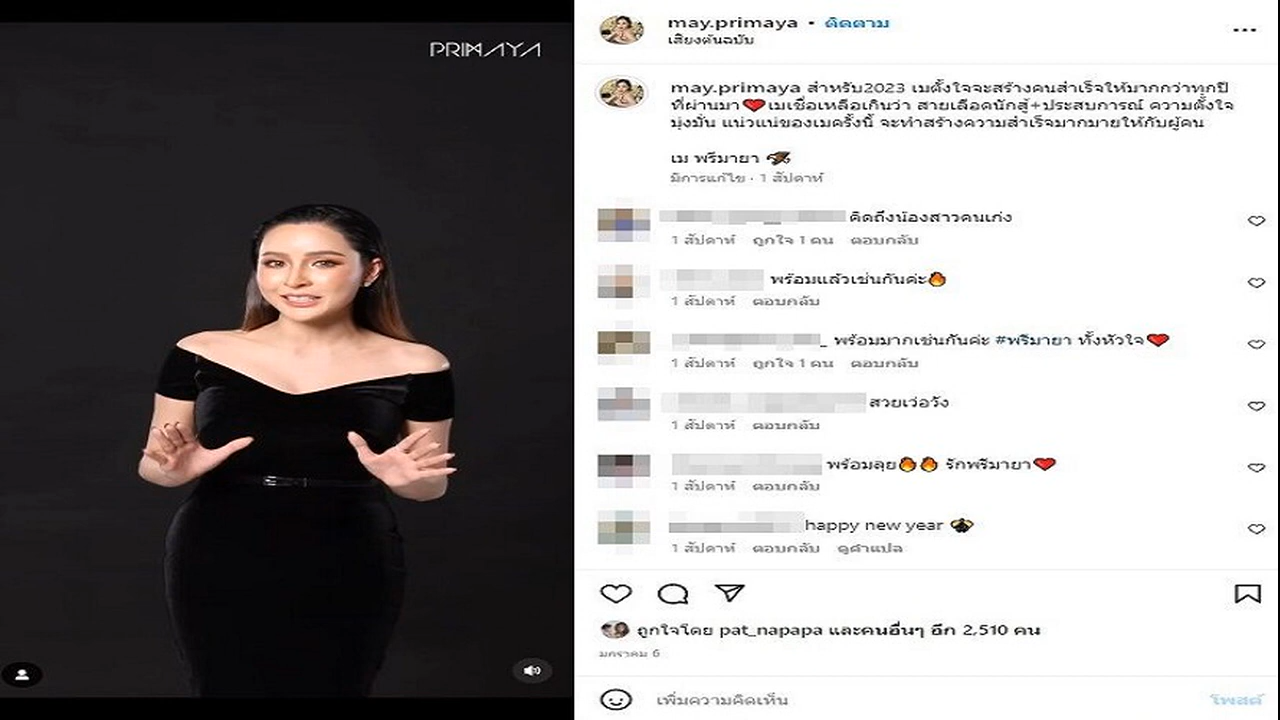 PRIMAYA
may.primaya • ติดตาม
เสียงต้นฉบับ
may.primaya สำหรับ2023 เมตั้งใจจะสร้างคนสำเร็จให้มากกว่าทุกปี
ที่ผ่านมา❤️เมเชื่อเหลือเกินว่า สายเลือดนักสู้+ประสบการณ์ ความตั้งใจ
มุ่งมั่น แน่วแน่ของเมครั้งนี้ จะทำสร้างความสำเร็จมากมายให้กับผู้คน
เม พรีมายา
มีการแก้ไข · 1 สัปดาห์
คิดถึงน้องสาวคนเก่ง
1 สัปดาห์ ถูกใจ 1 คน ตอบกลับ
พร้อมแล้วเช่นกันค่ะ🔥
1 สัปดาห์ ตอบกลับ
_ พร้อมมากเช่นกันค่ะ #พรีมายา ทั้งหัวใจ❤️
1 สัปดาห์ ถูกใจ 1 คน ตอบกลับ
สวยเว่อวัง
1 สัปดาห์ ตอบกลับ
พร้อมลุย🔥🔥 รักพรีมายา❤️
1 สัปดาห์ ตอบกลับ
happy new year
1 สัปดาห์ ตอบกลับ ดูคำแปล
ถูกใจโดย pat_napapa และคนอื่นๆ อีก 2,510 คน
มกราคม 6
เพิ่มความคิดเห็น
โพสต์